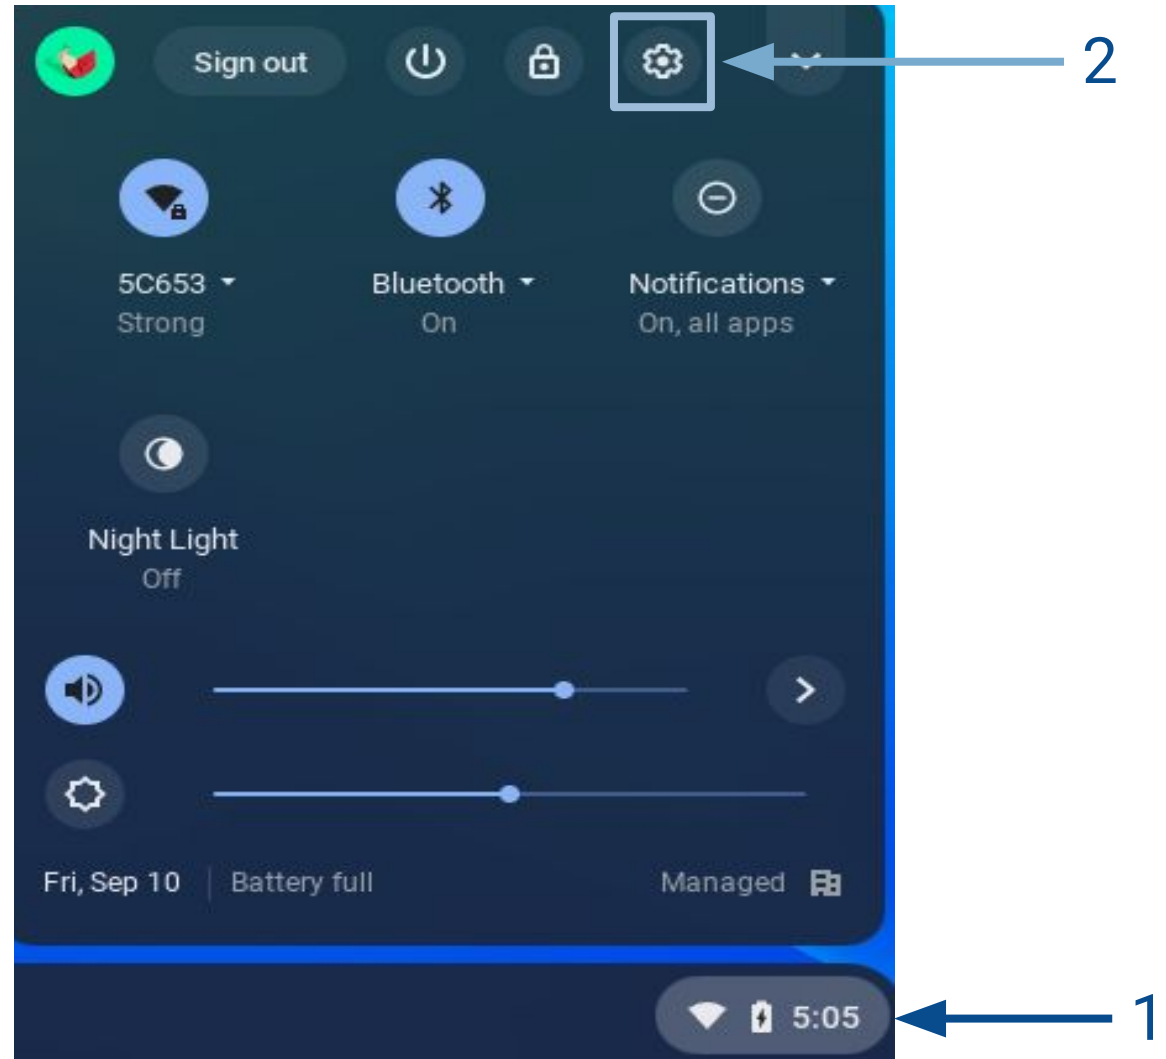 Sign out
2
5C653
Strong
Bluetooth
On
Notifications
On, all apps
Night Light
Off
Fri, Sep 10
Battery full
Managed
5:05
1